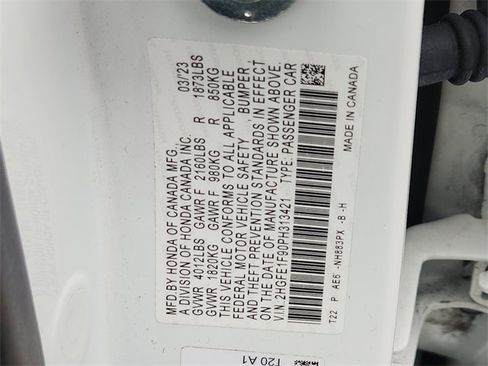 MFD.BY HONDA OF CANADA MFG., 03/23
A DIVISION OF HONDA CANADA INC.
GVWR 4012LBS GAWR F 2160LBS R 1873LBS
GVWR 1820KG GAWR F 980KG R 850KG
THIS VEHICLE CONFORMS TO ALL APPLICABLE
FEDERAL MOTOR VEHICLE SAFETY , BUMPER,
AND THEFT PREVENTION STANDARDS IN EFFECT
ON THE DATE OF MANUFACTURE SHOWN ABOVE.
V.I.N.:2HGFE1F90PH313421 TYPE: PASSENGER CAR
T22 P AE6 -NH883PX -B -H MADE IN CANADA
T20 A1